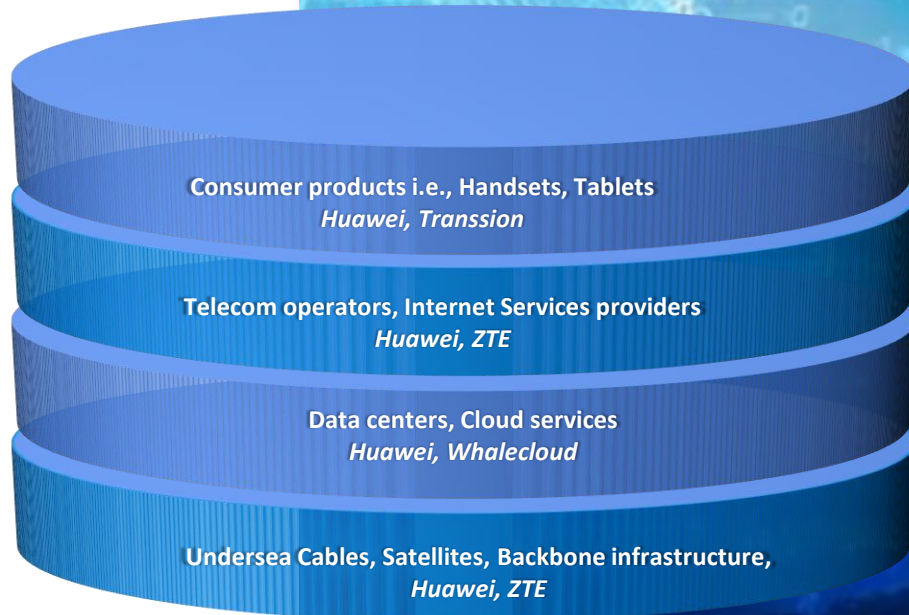 Consumer products i.e., Handsets, Tablets
Huawei, Transsion
Telecom operators, Internet Services providers
Huawei, ZTE
Data centers, Cloud services
Huawei, Whalecloud
Undersea Cables, Satellites, Backbone infrastructure,
Huawei, ZTE